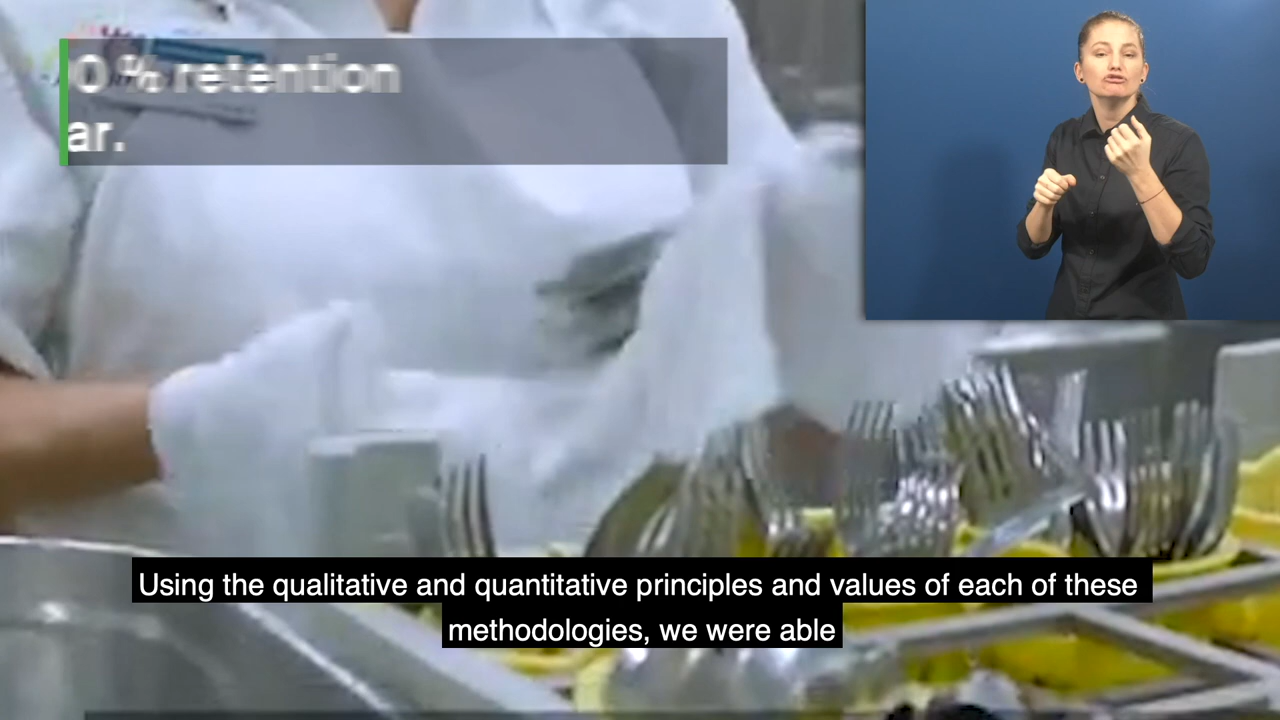 0 % retention
ar.
Using the qualitative and quantitative principles and values of each of these
methodologies, we were able